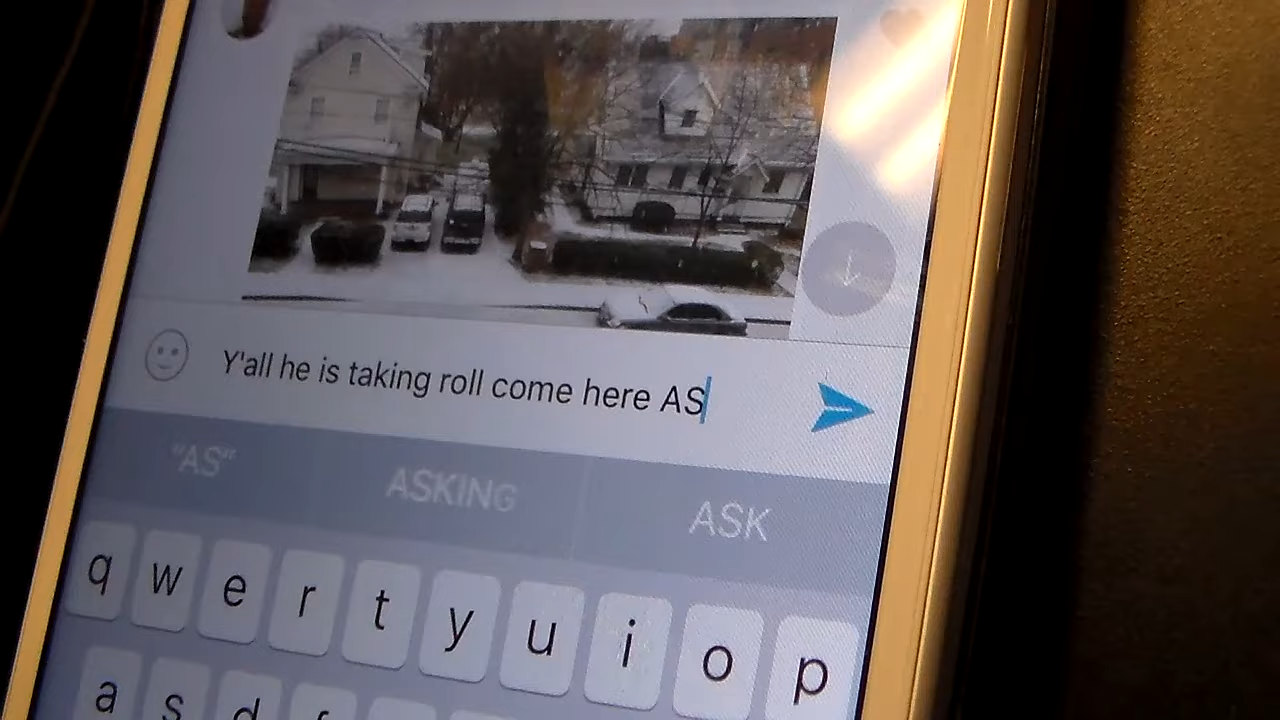 Y'all he is taking roll come here AS
"AS" ASKING ASK
q w e r t y u i o p
a s d